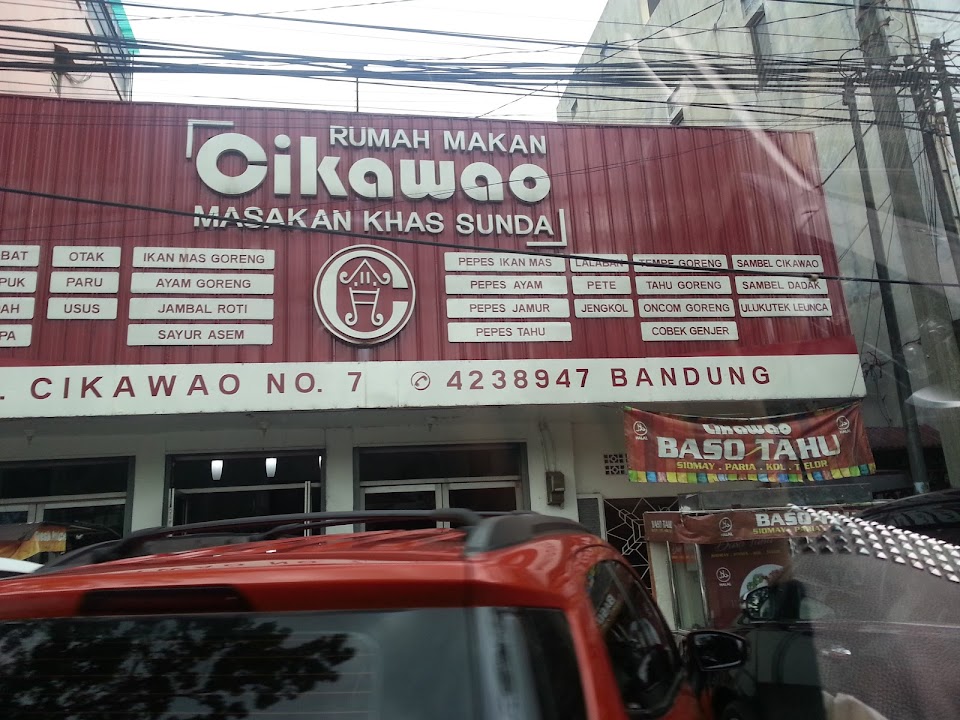 RUMAH MAKAN
Cikawao
MASAKAN KHAS SUNDA
OTAK
PARU
USUS
IKAN MAS GORENG
AYAM GORENG
JAMBAL ROTI
SAYUR ASEM
C
PEPES IKAN MAS
PEPES AYAM
PEPES JAMUR
PEPES TAHU
LALABAN
PETE
JENGKOL
TEMPE GORENG
TAHU GORENG
ONCOM GORENG
COBEK GENJER
SAMBEL CIKAWAO
SAMBEL DADAK
ULUKUTEK LEUNCA
CIKAWAO NO. 7 4238947 BANDUNG
Cikawao
BASO TAHU
SIOMAY . PARIA . KOL . TELOR
HALAL
HALAL
BASO
HALAL